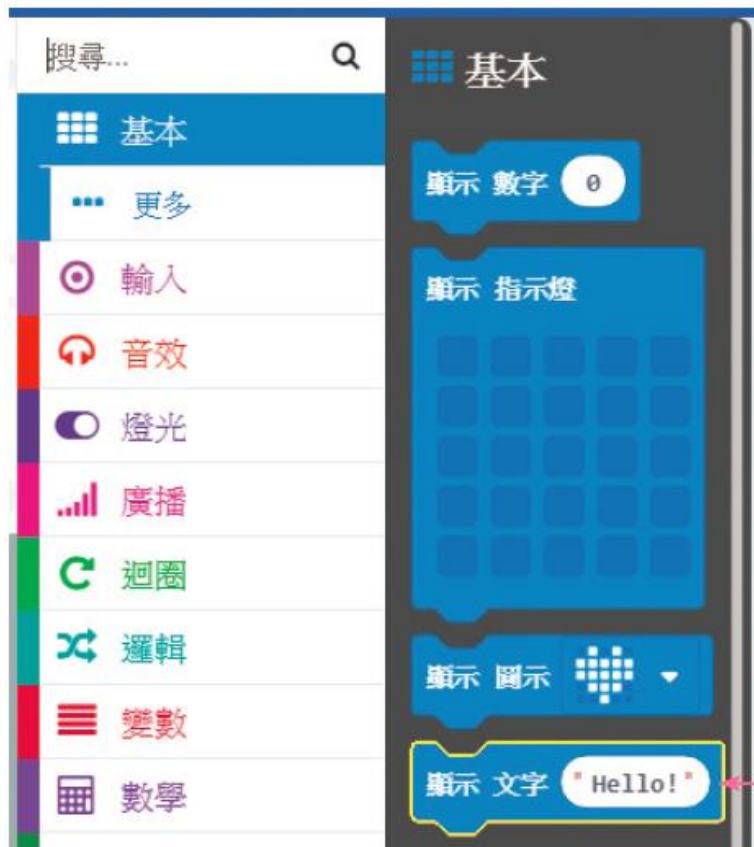 搜尋...
基本
更多
輸入
音效
燈光
廣播
迴圈
邏輯
變數
數學
基本
顯示 數字 0
顯示 指示燈
顯示 圖示
顯示 文字 "Hello!"